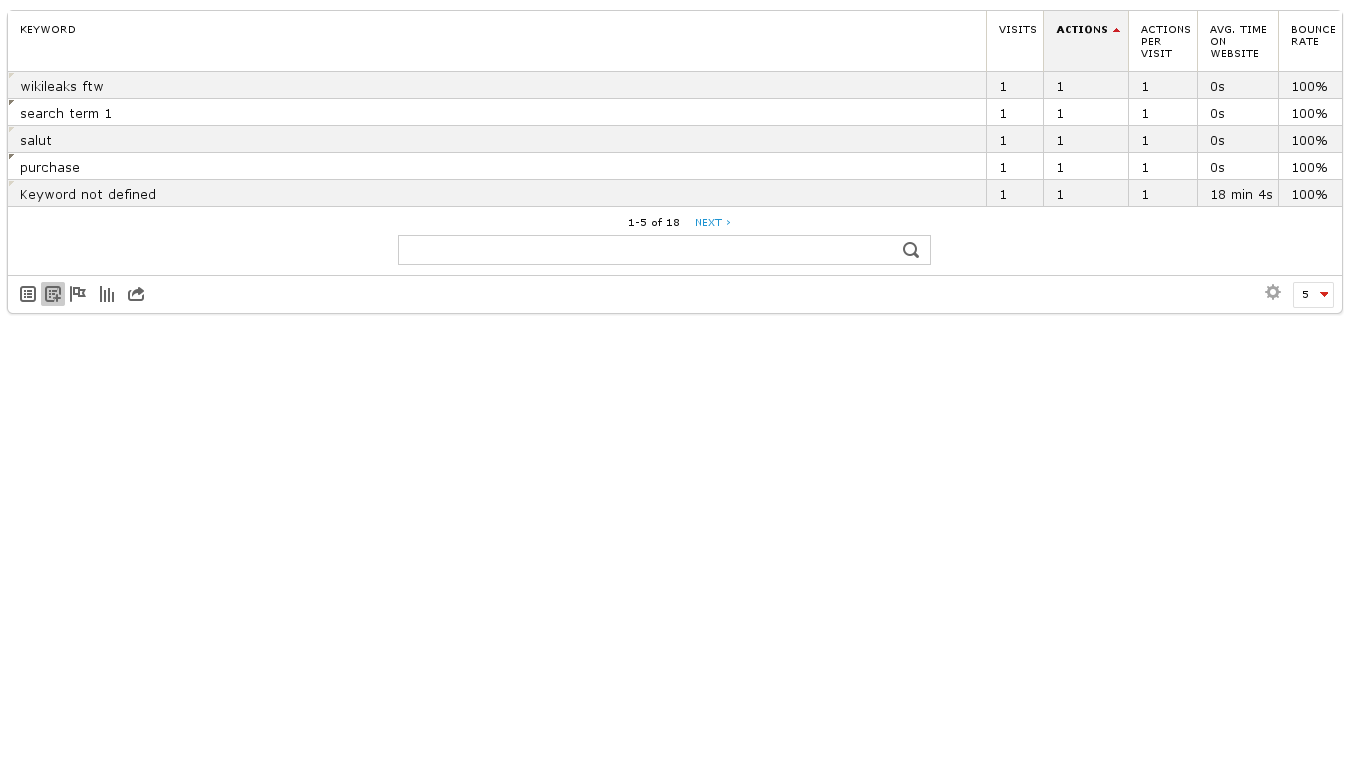 KEYWORD VISITS ACTIONS ACTIONS PER VISIT AVG. TIME ON WEBSITE BOUNCE RATE
wikileaks ftw 1 1 1 0s 100%
search term 1 1 1 1 0s 100%
salut 1 1 1 0s 100%
purchase 1 1 1 0s 100%
Keyword not defined 1 1 1 18 min 4s 100%
1-5 of 18 NEXT ›
5